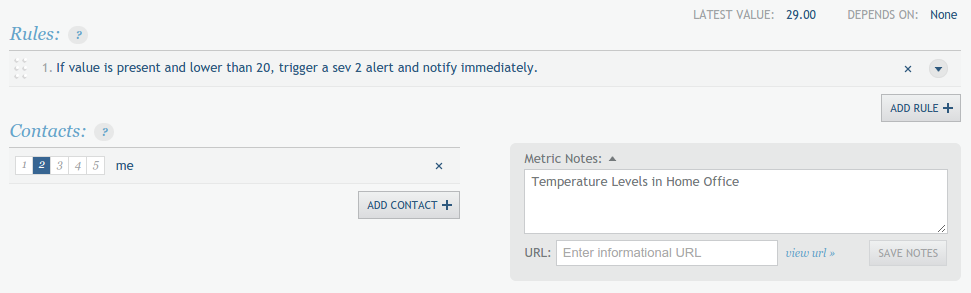 LATEST VALUE: 29.00 DEPENDS ON: None
Rules: ?
1. If value is present and lower than 20, trigger a sev 2 alert and notify immediately. ×
ADD RULE +
Contacts: ?
1 2 3 4 5 me ×
ADD CONTACT +
Metric Notes:
Temperature Levels in Home Office
URL: Enter informational URL view url » SAVE NOTES